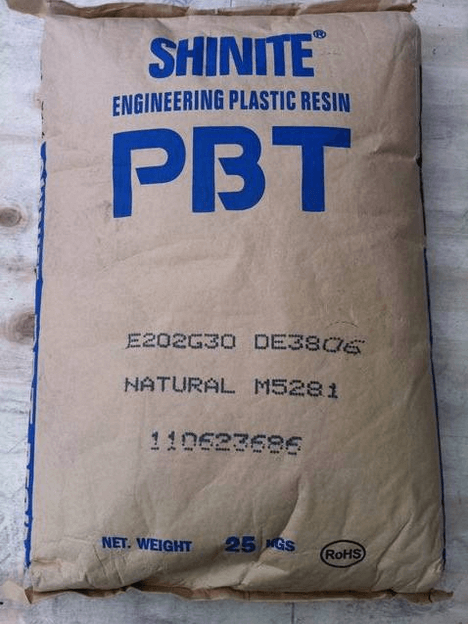 SHINITE®
ENGINEERING PLASTIC RESIN
PBT
E202G30 DE3806
NATURAL M5281
110623686
NET. WEIGHT 25 KGS
RoHS